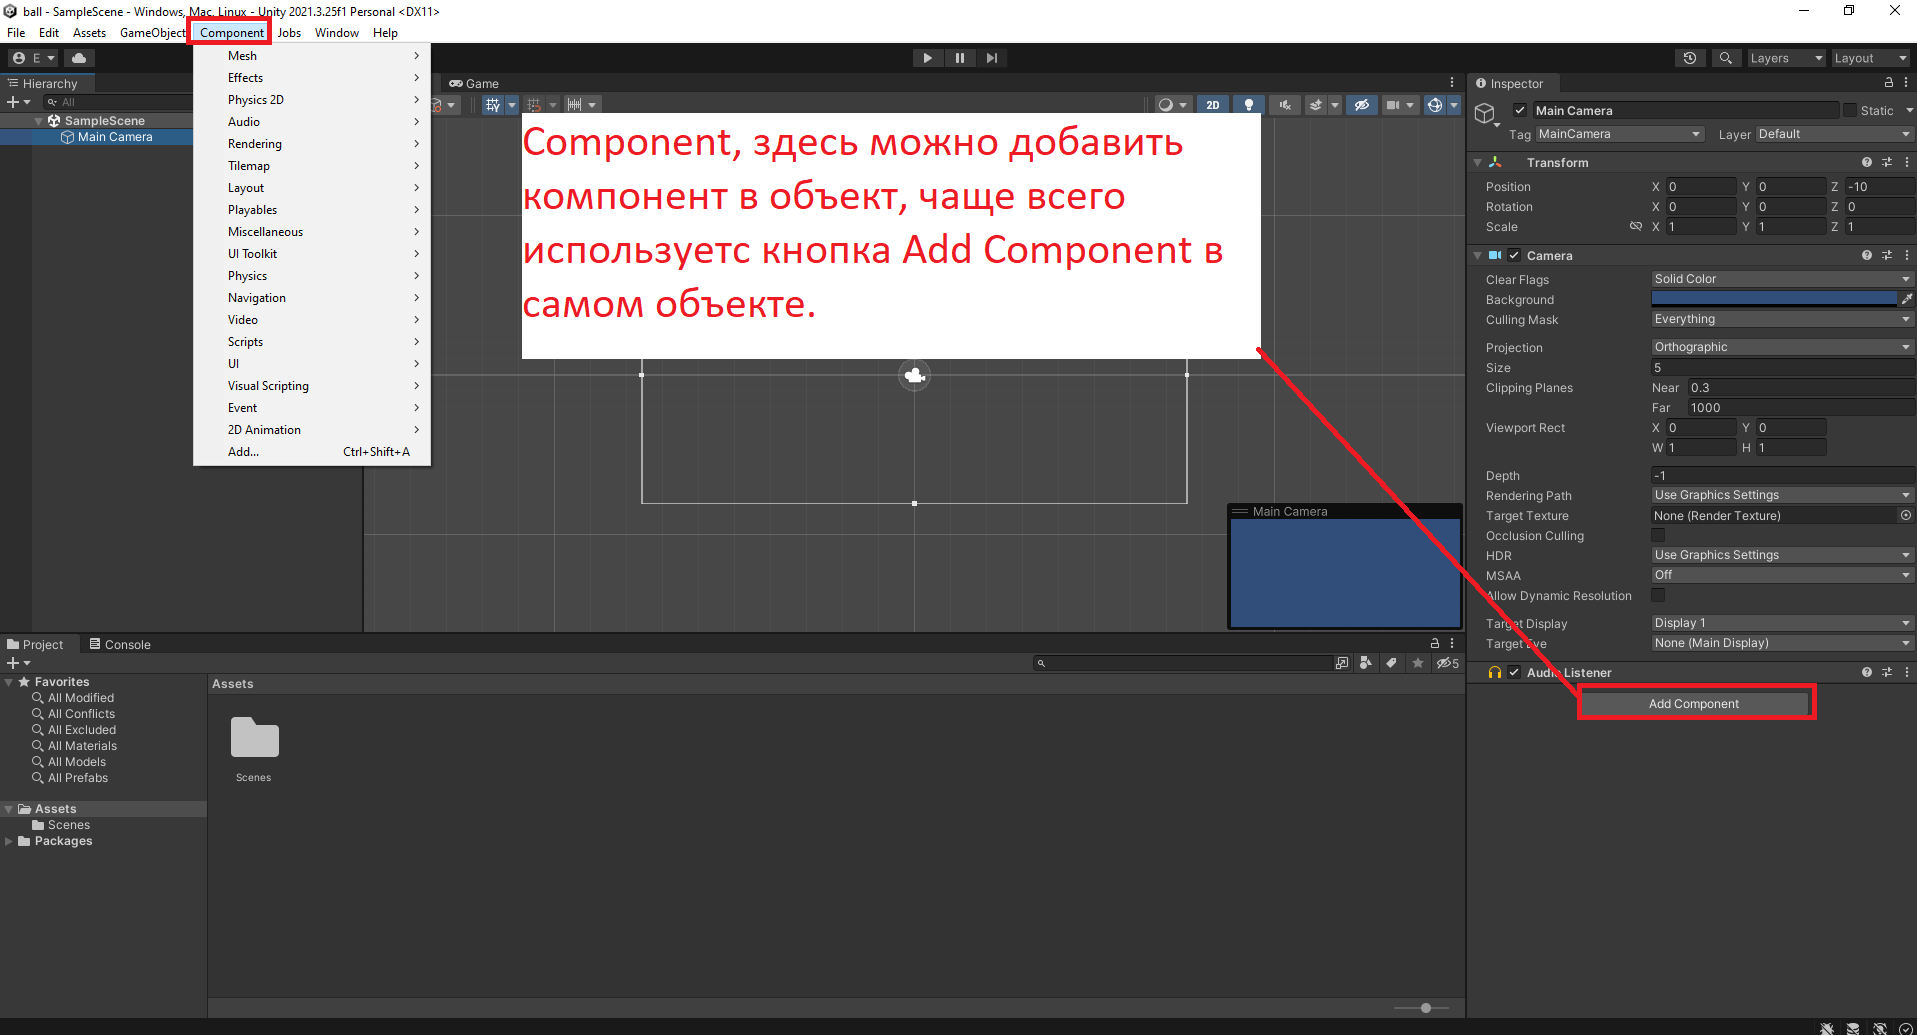 ball - SampleScene - Windows, Mac, Linux - Unity 2021.3.25f1 Personal <DX11>
File Edit Assets GameObject Component Jobs Window Help
E
Layers
Layout
Mesh
Effects
Physics 2D
Audio
Rendering
Tilemap
Layout
Playables
Miscellaneous
UI Toolkit
Physics
Navigation
Video
Scripts
UI
Visual Scripting
Event
2D Animation
Add... Ctrl+Shift+A
Hierarchy
All
SampleScene
Main Camera
Game
2D
Component, здесь можно добавить
компонент в объект, чаще всего
используетс кнопка Add Component в
самом объекте.
Main Camera
Inspector
Main Camera Static
Tag MainCamera Layer Default
Transform
Position X 0 Y 0 Z -10
Rotation X 0 Y 0 Z 0
Scale X 1 Y 1 Z 1
Camera
Clear Flags Solid Color
Background
Culling Mask Everything
Projection Orthographic
Size 5
Clipping Planes Near 0.3
Far 1000
Viewport Rect X 0 Y 0
W 1 H 1
Depth -1
Rendering Path Use Graphics Settings
Target Texture None (Render Texture)
Occlusion Culling
HDR Use Graphics Settings
MSAA Off
Allow Dynamic Resolution
Target Display Display 1
Target Eye None (Main Display)
Audio Listener
Add Component
Project Console
5
Favorites
All Modified
All Conflicts
All Excluded
All Materials
All Models
All Prefabs
Assets
Scenes
Packages
Assets
Scenes